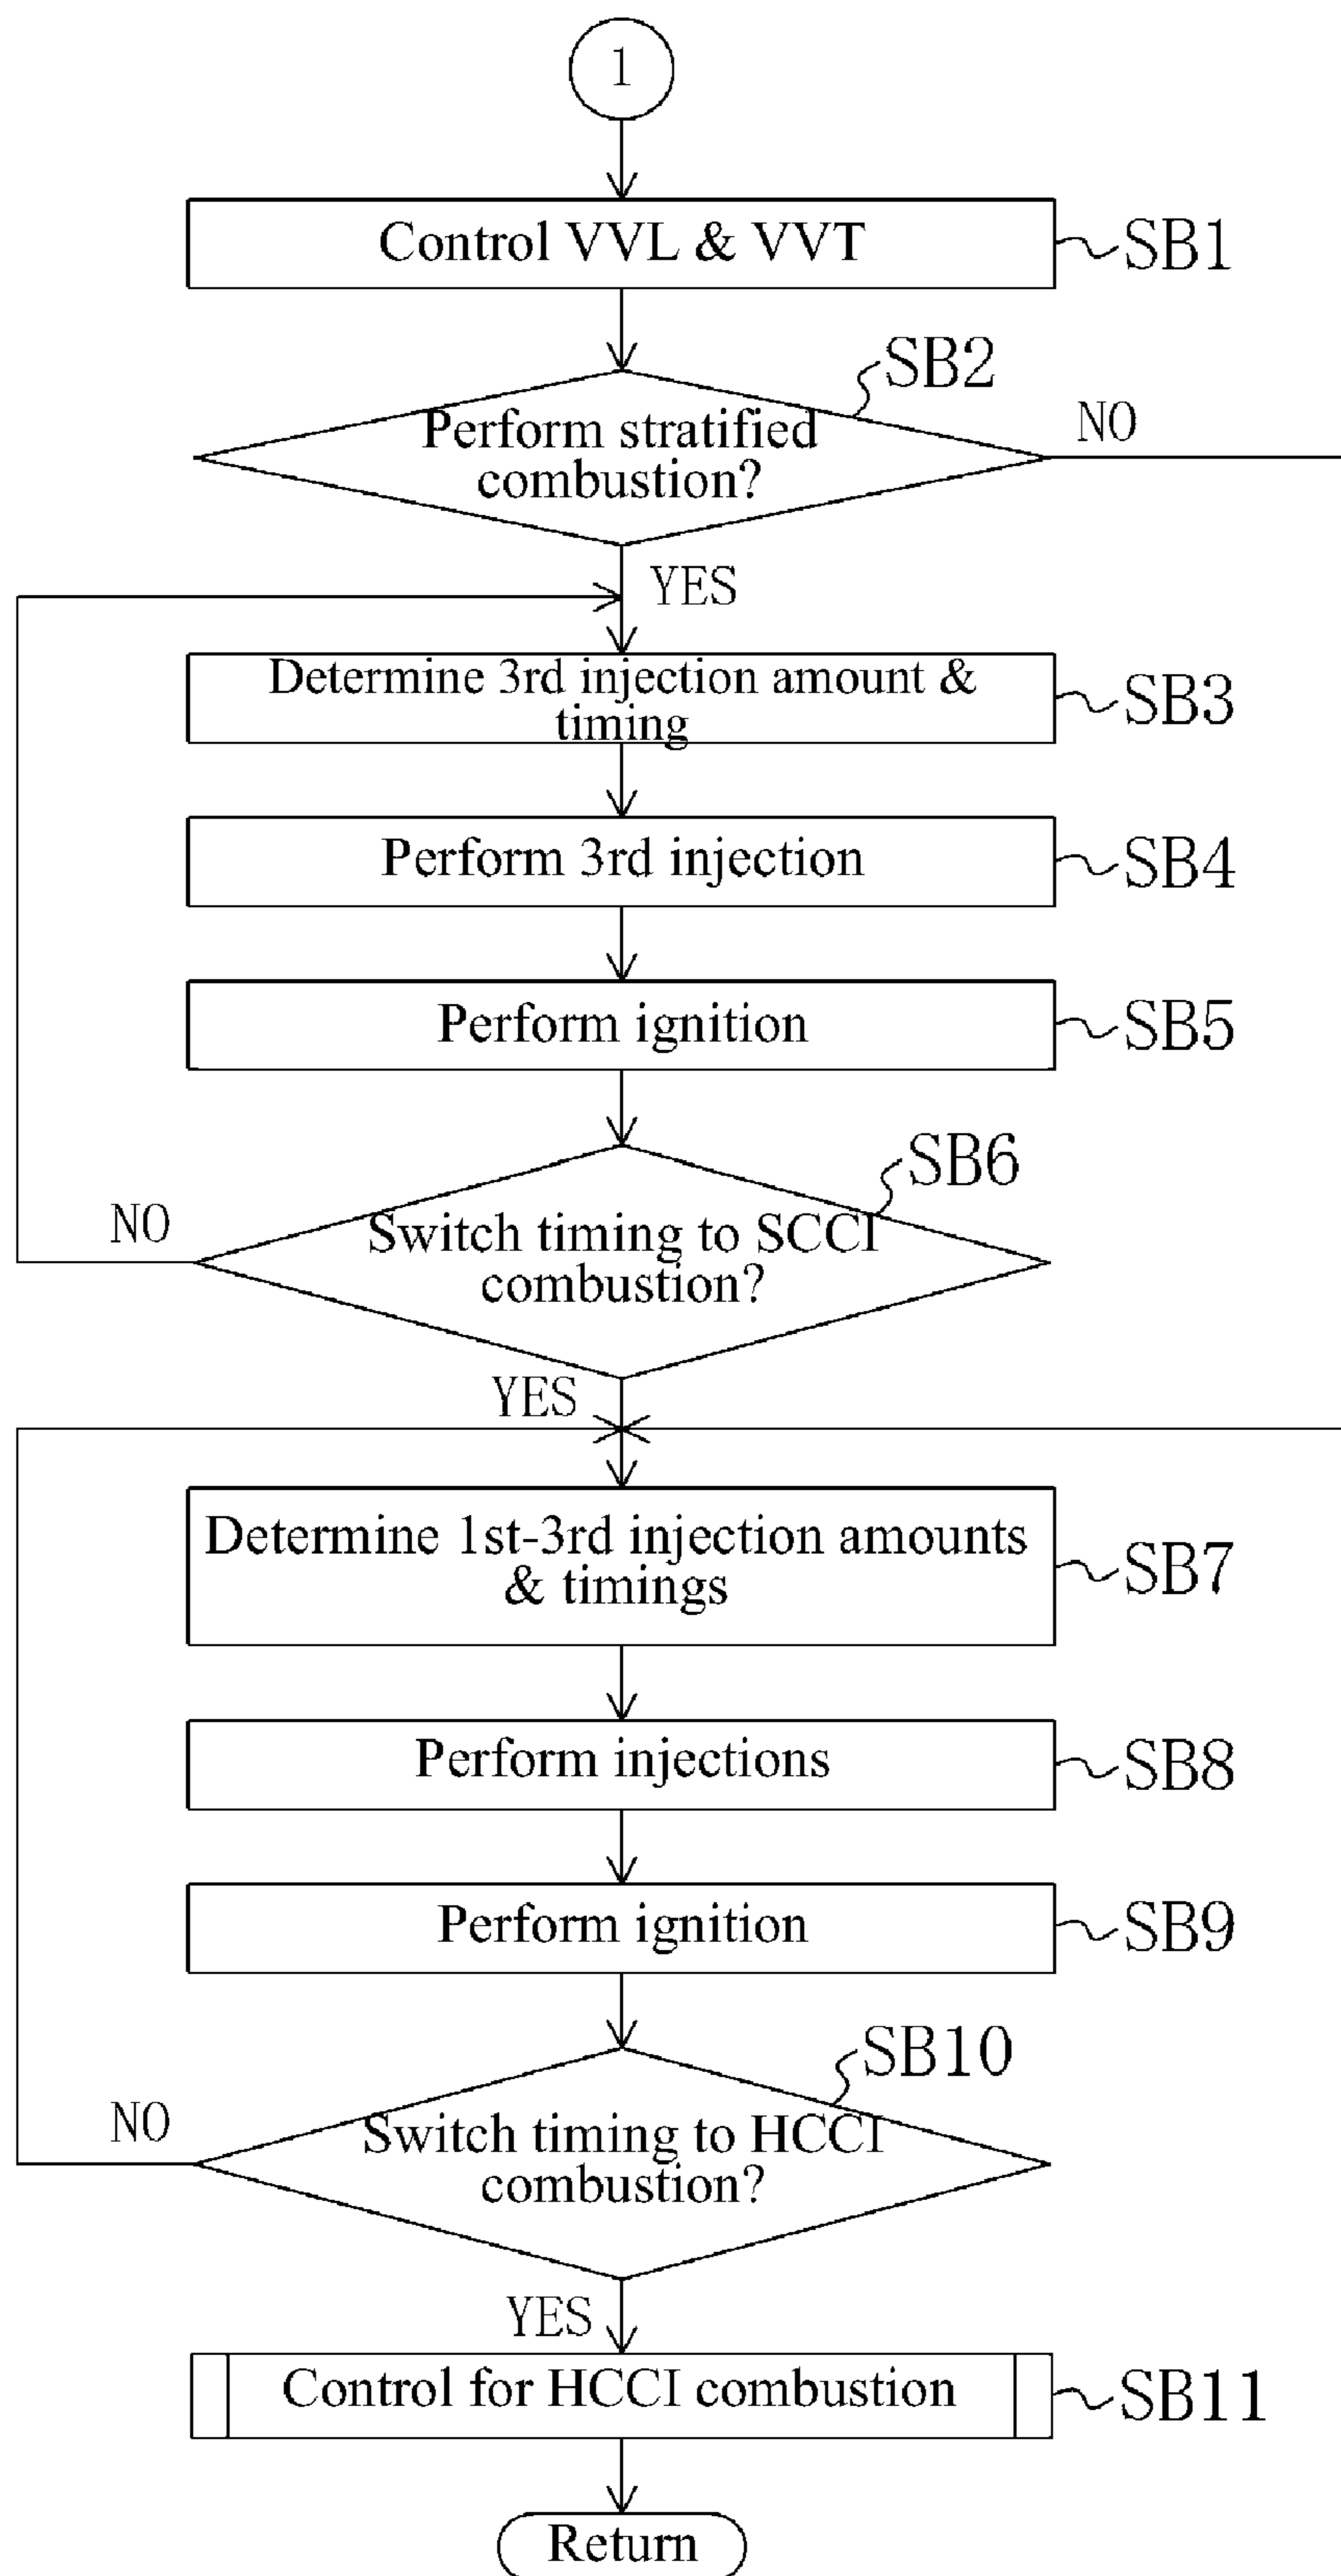 1
Control VVL & VVT
SB1
SB2
Perform stratified
combustion?
NO
YES
Determine 3rd injection amount &
timing
SB3
Perform 3rd injection
SB4
Perform ignition
SB5
SB6
NO
Switch timing to SCCI
combustion?
YES
Determine 1st-3rd injection amounts
& timings
SB7
Perform injections
SB8
Perform ignition
SB9
SB10
NO
Switch timing to HCCI
combustion?
YES
Control for HCCI combustion
SB11
Return